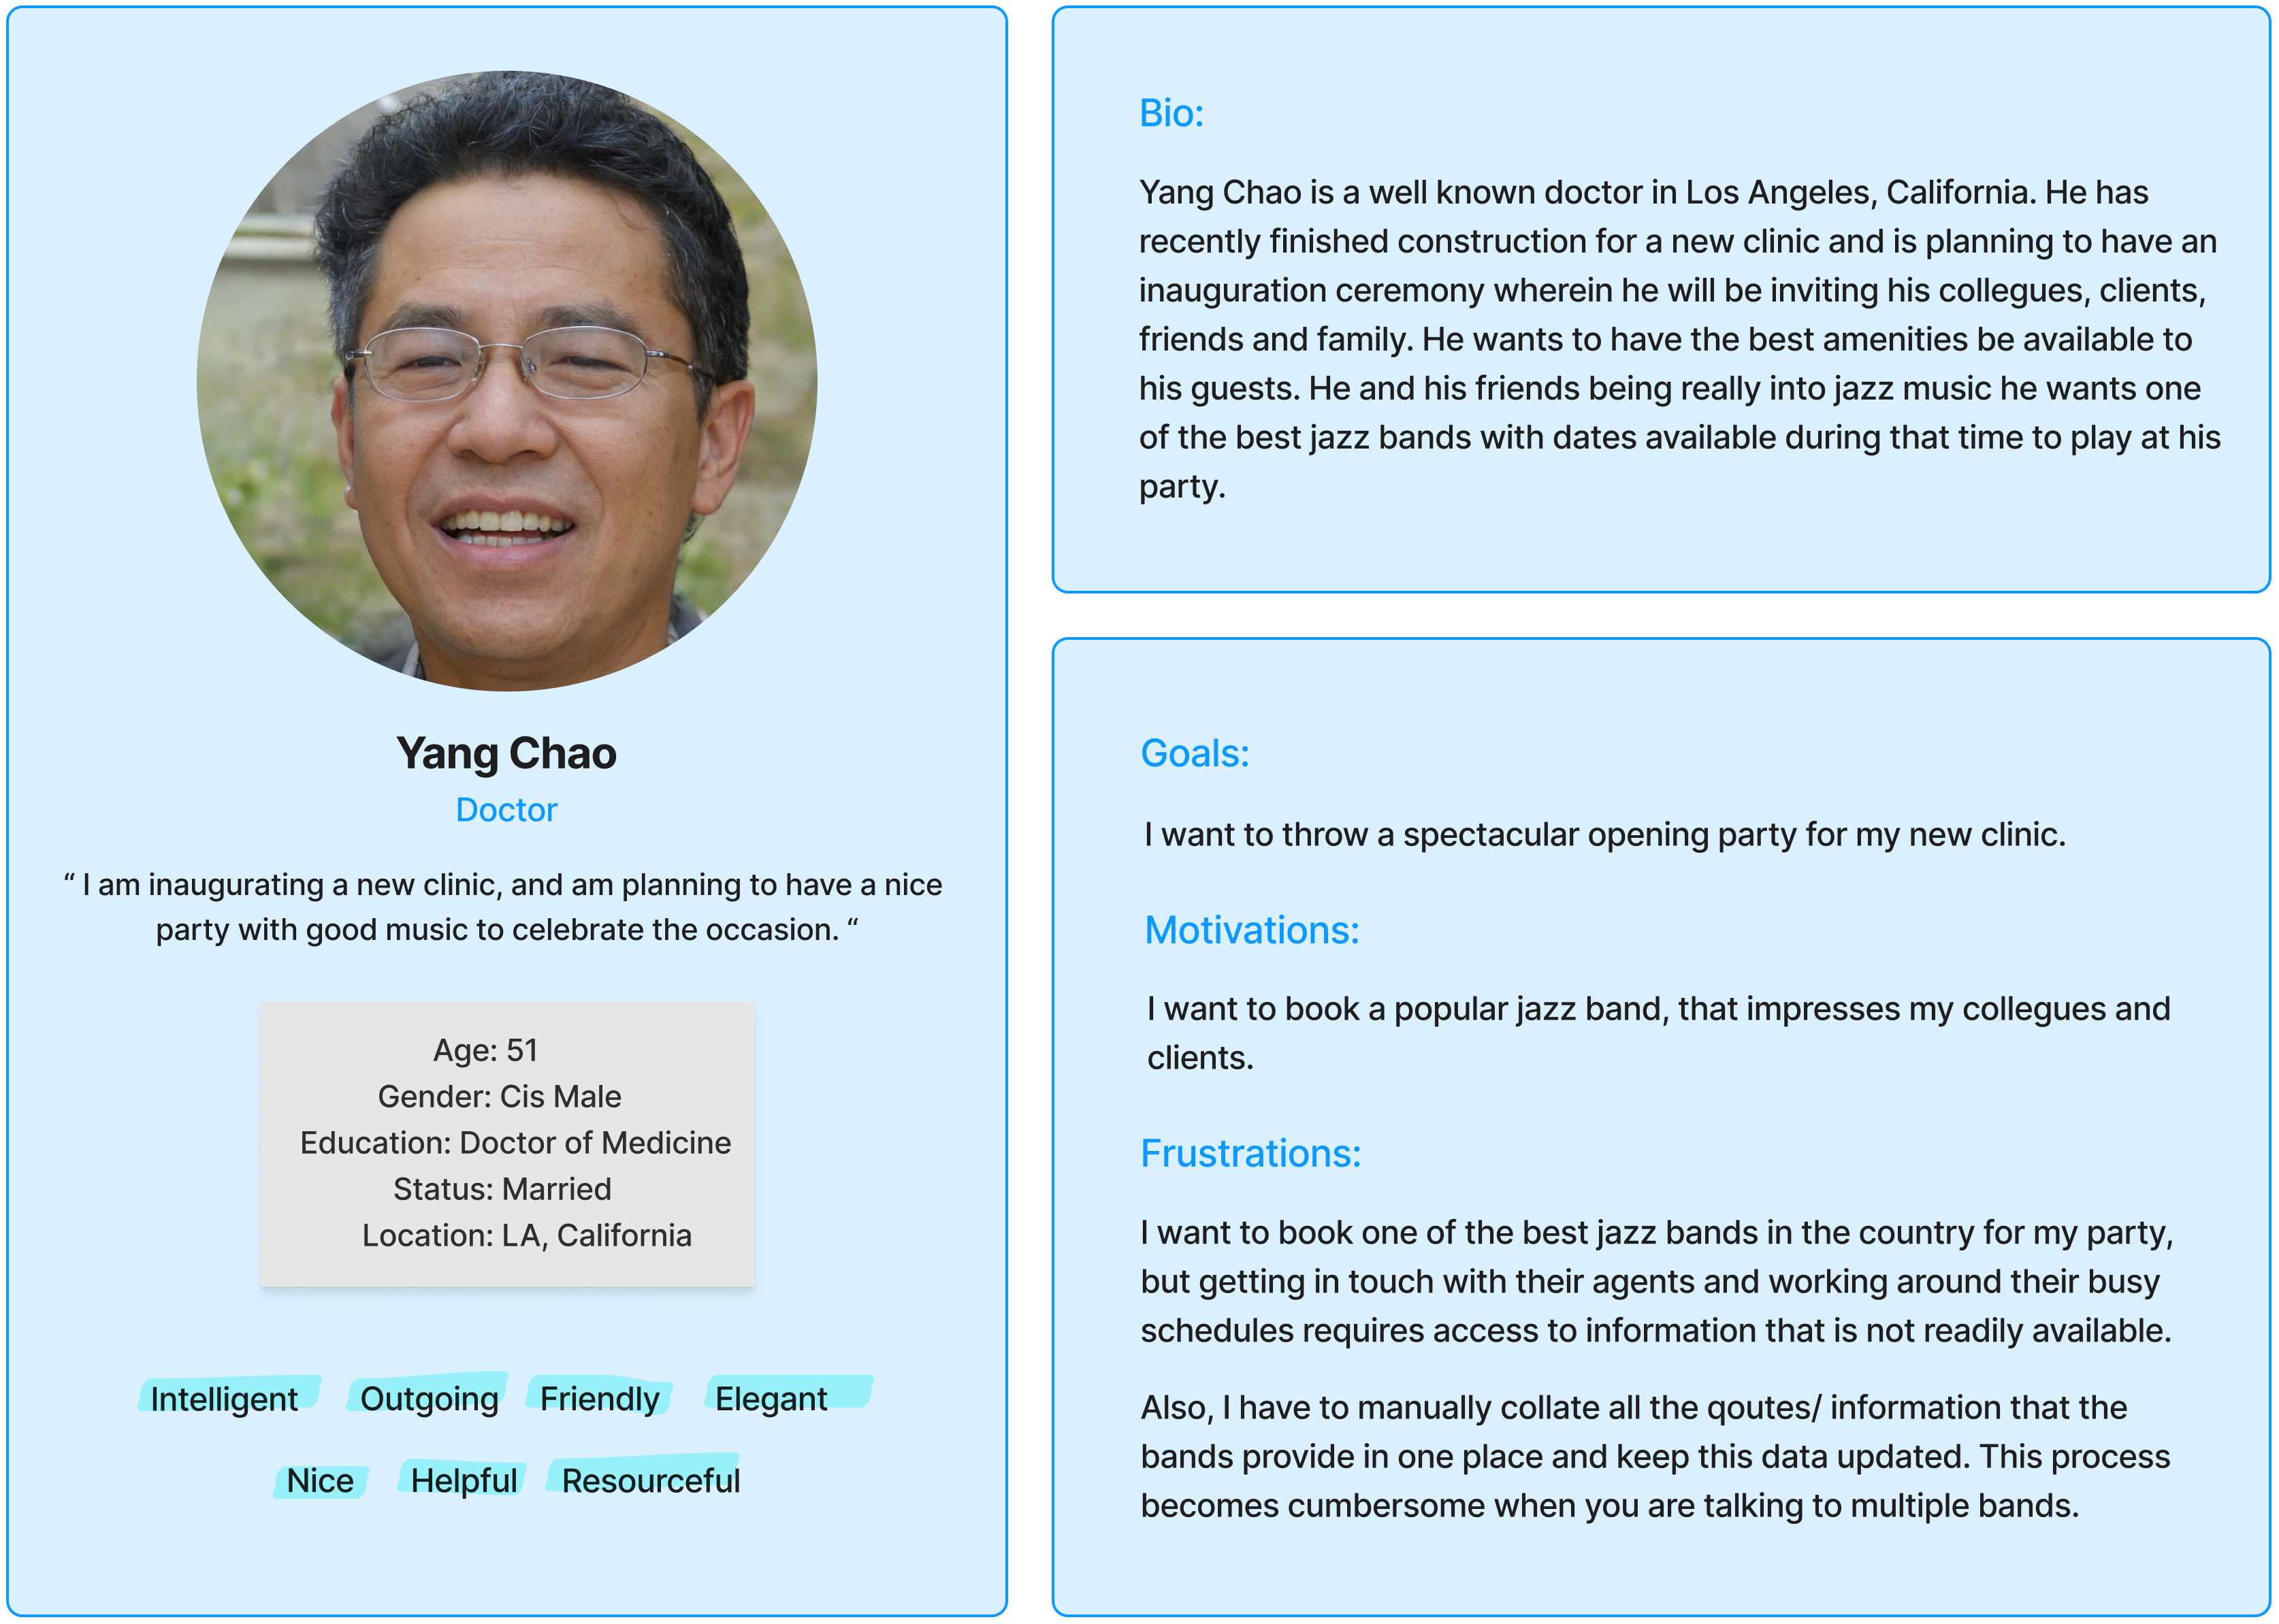 Yang Chao
Doctor
“ I am inaugurating a new clinic, and am planning to have a nice
party with good music to celebrate the occasion. “
Age: 51
Gender: Cis Male
Education: Doctor of Medicine
Status: Married
Location: LA, California
Intelligent Outgoing Friendly Elegant
Nice Helpful Resourceful
Bio:
Yang Chao is a well known doctor in Los Angeles, California. He has
recently finished construction for a new clinic and is planning to have an
inauguration ceremony wherein he will be inviting his collegues, clients,
friends and family. He wants to have the best amenities be available to
his guests. He and his friends being really into jazz music he wants one
of the best jazz bands with dates available during that time to play at his
party.
Goals:
I want to throw a spectacular opening party for my new clinic.
Motivations:
I want to book a popular jazz band, that impresses my collegues and
clients.
Frustrations:
I want to book one of the best jazz bands in the country for my party,
but getting in touch with their agents and working around their busy
schedules requires access to information that is not readily available.
Also, I have to manually collate all the qoutes/ information that the
bands provide in one place and keep this data updated. This process
becomes cumbersome when you are talking to multiple bands.